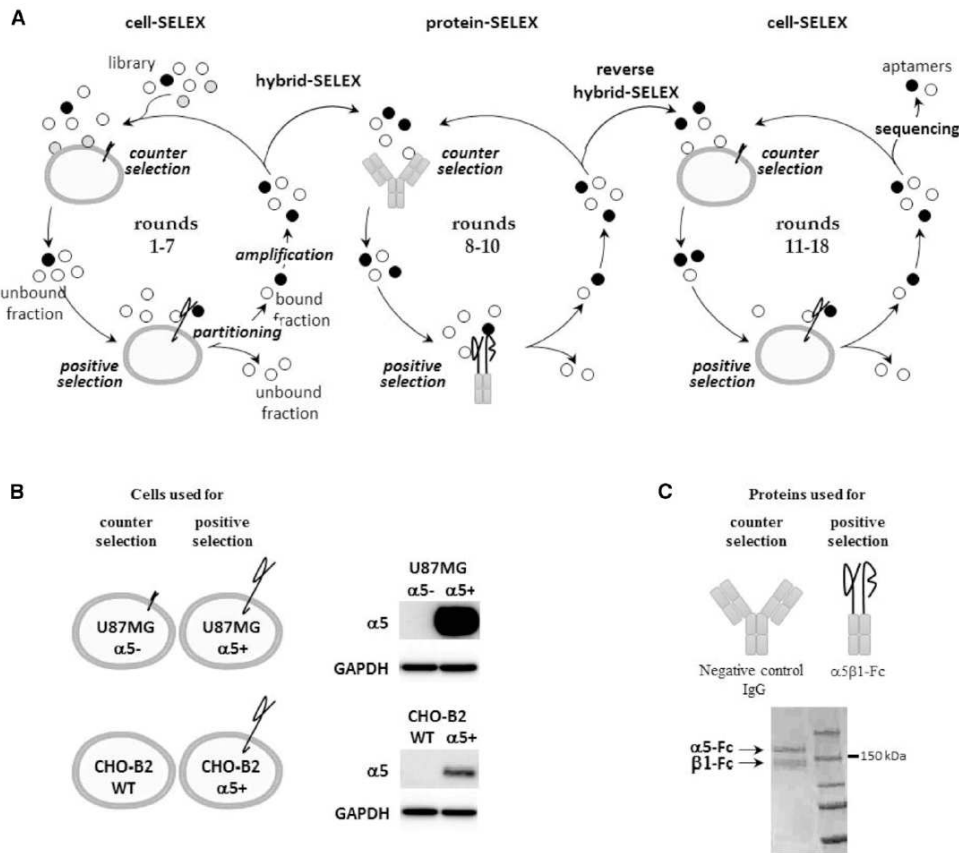 A
cell-SELEX
protein-SELEX
cell-SELEX
library
hybrid-SELEX
reverse
hybrid-SELEX
aptamers
sequencing
counter
selection
counter
selection
counter
selection
rounds
1-7
rounds
8-10
rounds
11-18
amplification
unbound
fraction
bound
fraction
partitioning
positive
selection
positive
selection
positive
selection
unbound
fraction
B
Cells used for
counter
selection
positive
selection
U87MG
α5-
U87MG
α5+
U87MG
α5- α5+
α5
GAPDH
CHO-B2
WT
CHO-B2
α5+
CHO-B2
WT α5+
α5
GAPDH
C
Proteins used for
counter
selection
positive
selection
α β
Negative control
IgG
α5β1-Fc
α5-Fc
β1-Fc
150 kDa